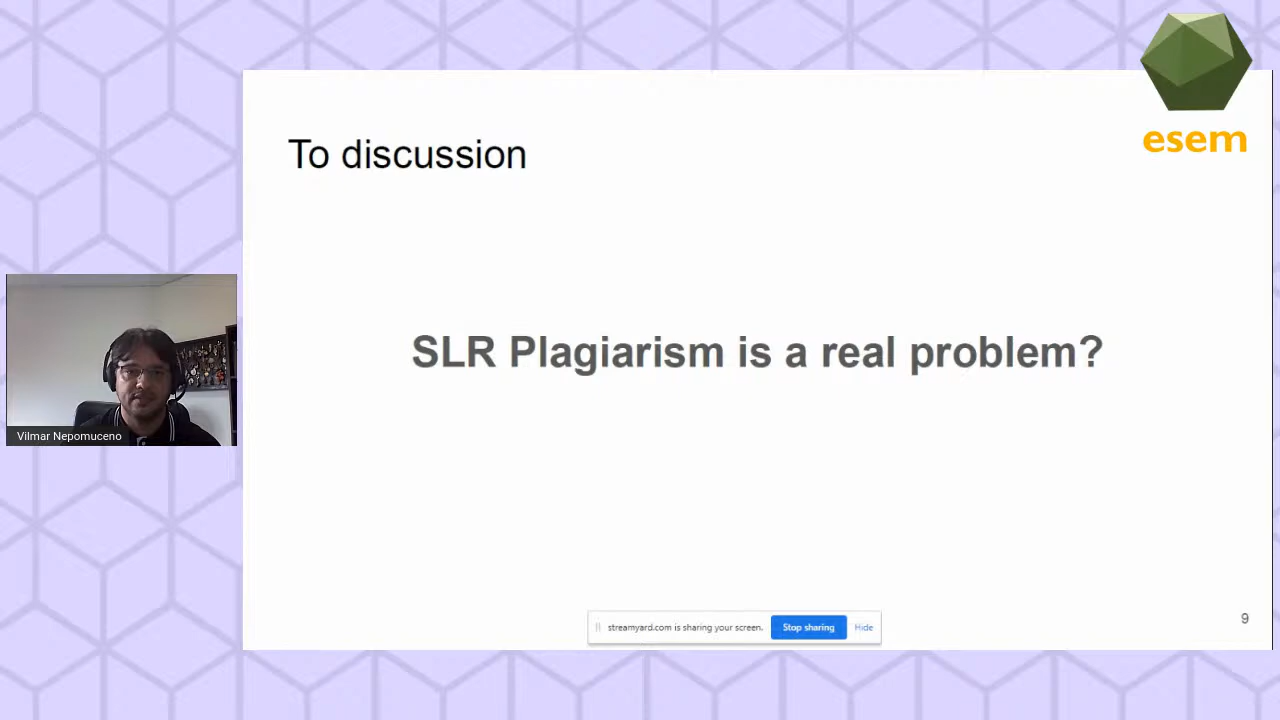 esem
To discussion
SLR Plagiarism is a real problem?
Vilmar Nepomuceno
streamyard.com is sharing your screen. Stop sharing Hide
9